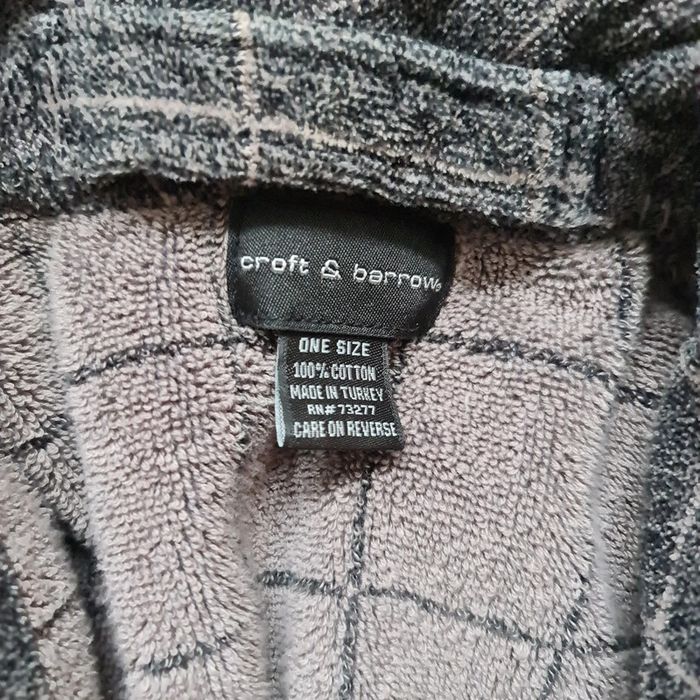 croft & barrow®
ONE SIZE
100% COTTON
MADE IN TURKEY
RN# 73277
CARE ON REVERSE